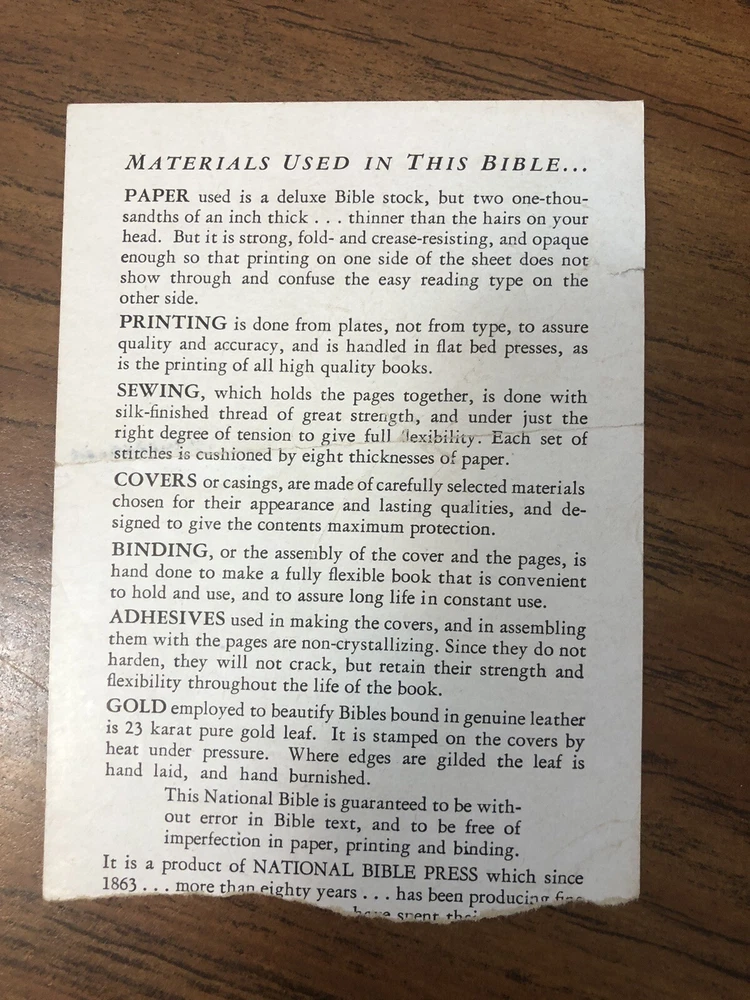 MATERIALS USED IN THIS BIBLE...
PAPER used is a deluxe Bible stock, but two one-thou-
sandths of an inch thick . . . thinner than the hairs on your
head. But it is strong, fold- and crease-resisting, and opaque
enough so that printing on one side of the sheet does not
show through and confuse the easy reading type on the
other side.
PRINTING is done from plates, not from type, to assure
quality and accuracy, and is handled in flat bed presses, as
is the printing of all high quality books.
SEWING, which holds the pages together, is done with
silk-finished thread of great strength, and under just the
right degree of tension to give full lexibility. Each set of
stitches is cushioned by eight thicknesses of paper.
COVERS or casings, are made of carefully selected materials
chosen for their appearance and lasting qualities, and de-
signed to give the contents maximum protection.
BINDING, or the assembly of the cover and the pages, is
hand done to make a fully flexible book that is convenient
to hold and use, and to assure long life in constant use.
ADHESIVES used in making the covers, and in assembling
them with the pages are non-crystallizing. Since they do not
harden, they will not crack, but retain their strength and
flexibility throughout the life of the book.
GOLD employed to beautify Bibles bound in genuine leather
is 23 karat pure gold leaf. It is stamped on the covers by
heat under pressure. Where edges are gilded the leaf is
hand laid, and hand burnished.
This National Bible is guaranteed to be with-
out error in Bible text, and to be free of
imperfection in paper, printing and binding.
It is a product of NATIONAL BIBLE PRESS which since
1863 . . . more than eighty years . . . has been producing fine
have spent